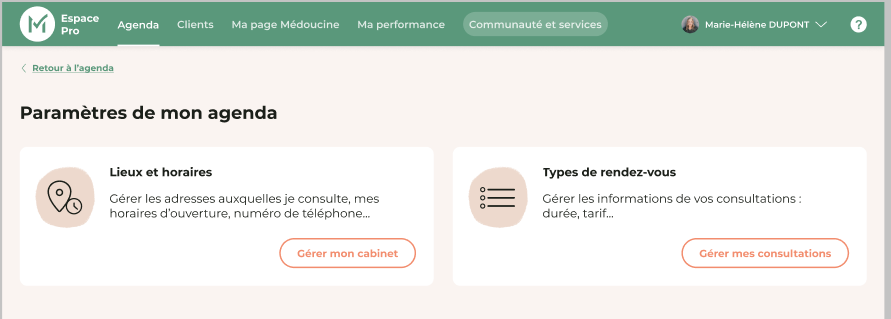 Espace
Pro
Agenda
Clients
Ma page Médoucine
Ma performance
Communauté et services
Marie-Hélène DUPONT
?
Retour à l'agenda
Paramètres de mon agenda
Lieux et horaires
Gérer les adresses auxquelles je consulte, mes
horaires d'ouverture, numéro de téléphone...
Gérer mon cabinet
Types de rendez-vous
Gérer les informations de vos consultations :
durée, tarif...
Gérer mes consultations